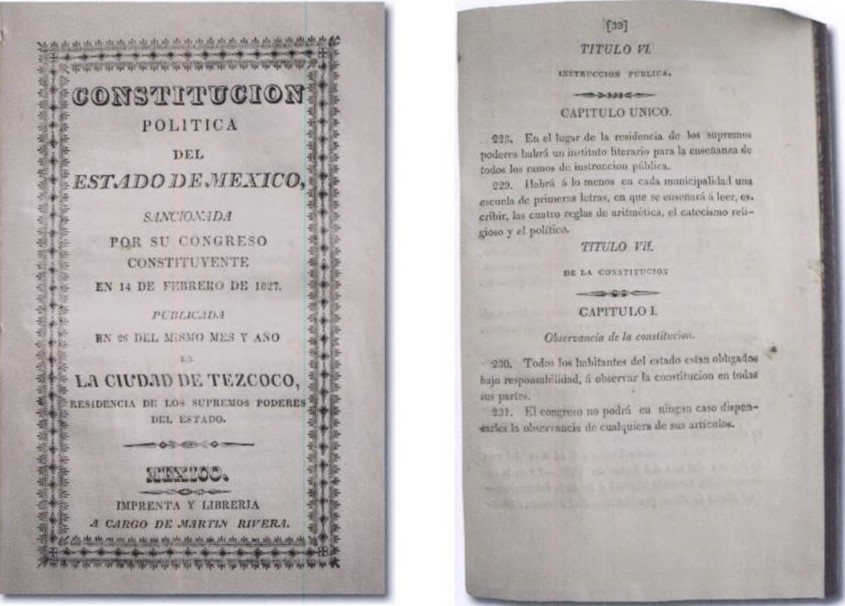 CONSTITUCION
POLITICA
DEL
ESTADO DE MEXICO,
SANCIONADA
POR SU CONGRESO
CONSTITUYENTE
EN 14 DE FEBRERO DE 1827.
PUBLICADA
EN 26 DEL MISMO MES Y AÑO
EN
LA CIUDAD DE TEZCOCO,
RESIDENCIA DE LOS SUPREMOS PODERES
DEL ESTADO.
MEXICO.
IMPRENTA Y LIBRERIA
A CARGO DE MARTIN RIVERA.
[39]
TITULO VI.
INSTRUCCION PUBLICA.
CAPITULO UNICO.
228. En el lugar de la residencia de los supremos
poderes habrá un instituto literario para la enseñanza de
todos los ramos de instruccion pública.
229. Habrá á lo menos en cada municipalidad una
escuela de primeras letras, en que se enseñará á leer, es-
cribir, las cuatro reglas de aritmética, el catecismo reli-
gioso y el político.
TITULO VII.
DE LA CONSTITUCION
CAPITULO I.
Observancia de la constitucion.
230. Todos los habitantes del estado estan obligados
bajo responsabilidad, á observar la constitucion en todas
sus partes.
231. El congreso no podrá en ningun caso dispen-
sarles la observancia de cualquiera de sus artículos.